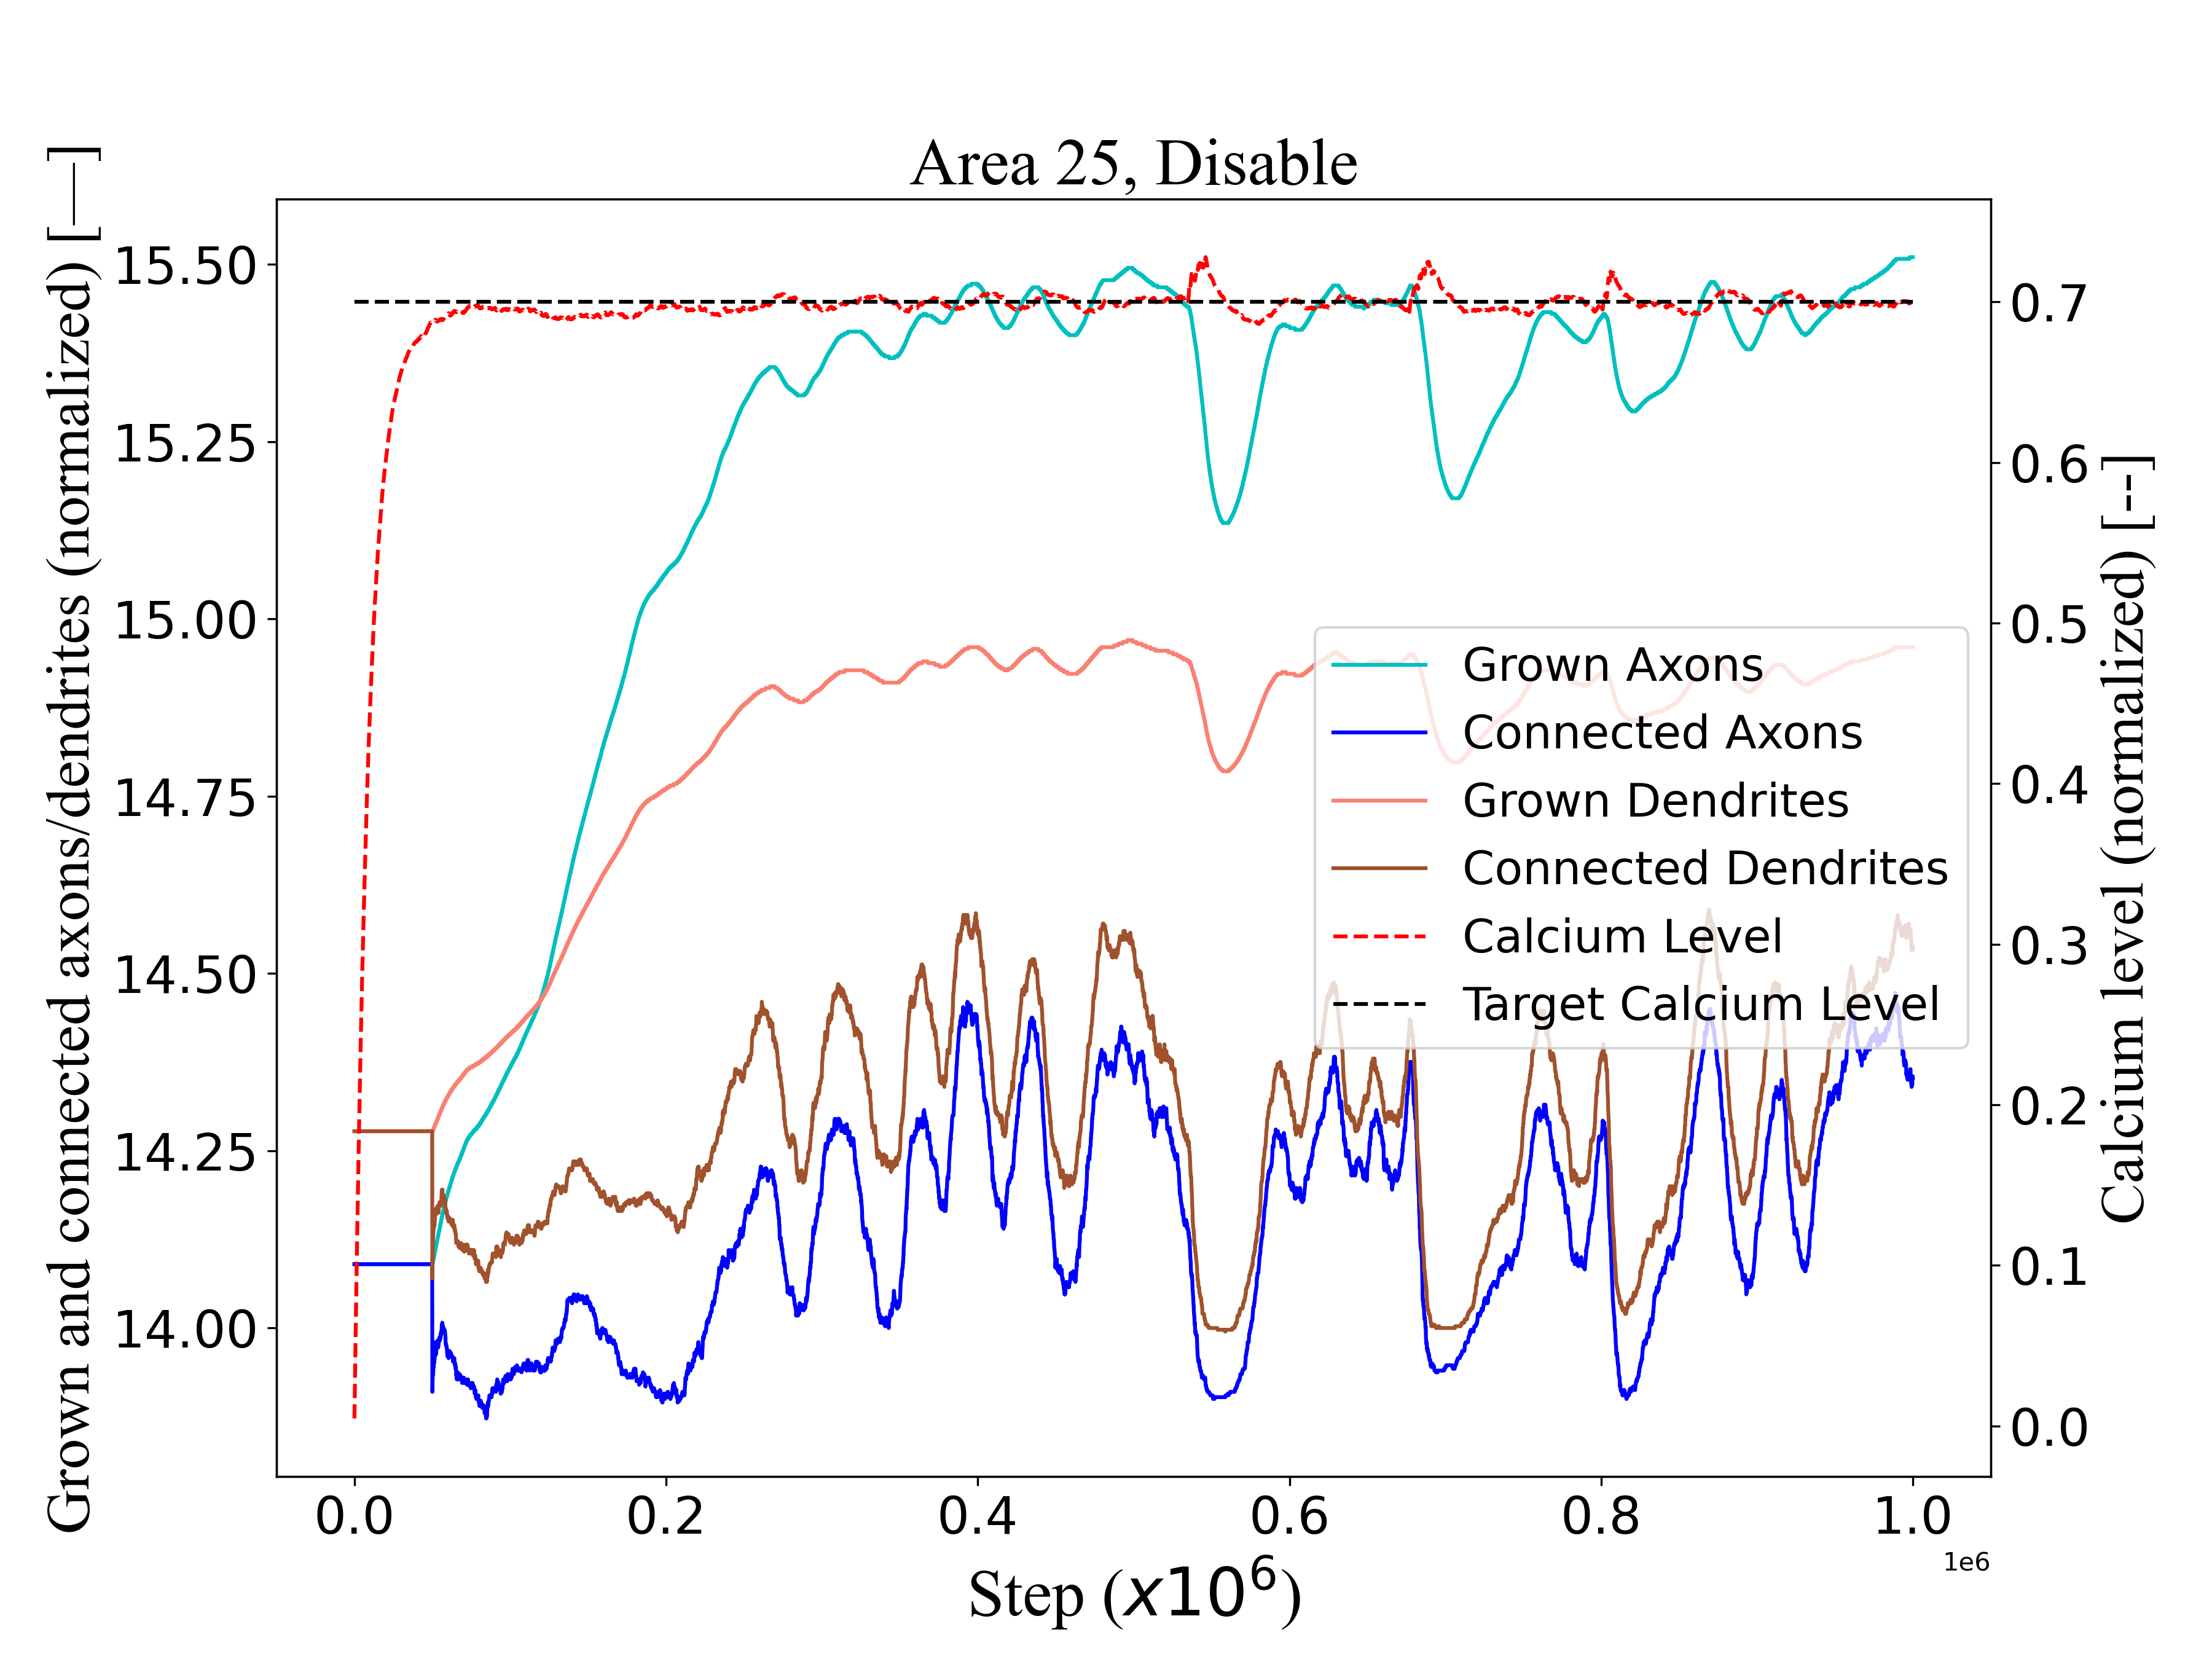 Area 25, Disable
Grown and connected axons/dendrites (normalized) [—]
15.50
15.25
15.00
14.75
14.50
14.25
14.00
0.7
0.6
0.5
0.4
0.3
0.2
0.1
0.0
Calcium level (normalized) [--]
Grown Axons
Connected Axons
Grown Dendrites
Connected Dendrites
Calcium Level
Target Calcium Level
0.0 0.2 0.4 0.6 0.8 1.0
1e6
Step (x10⁶)